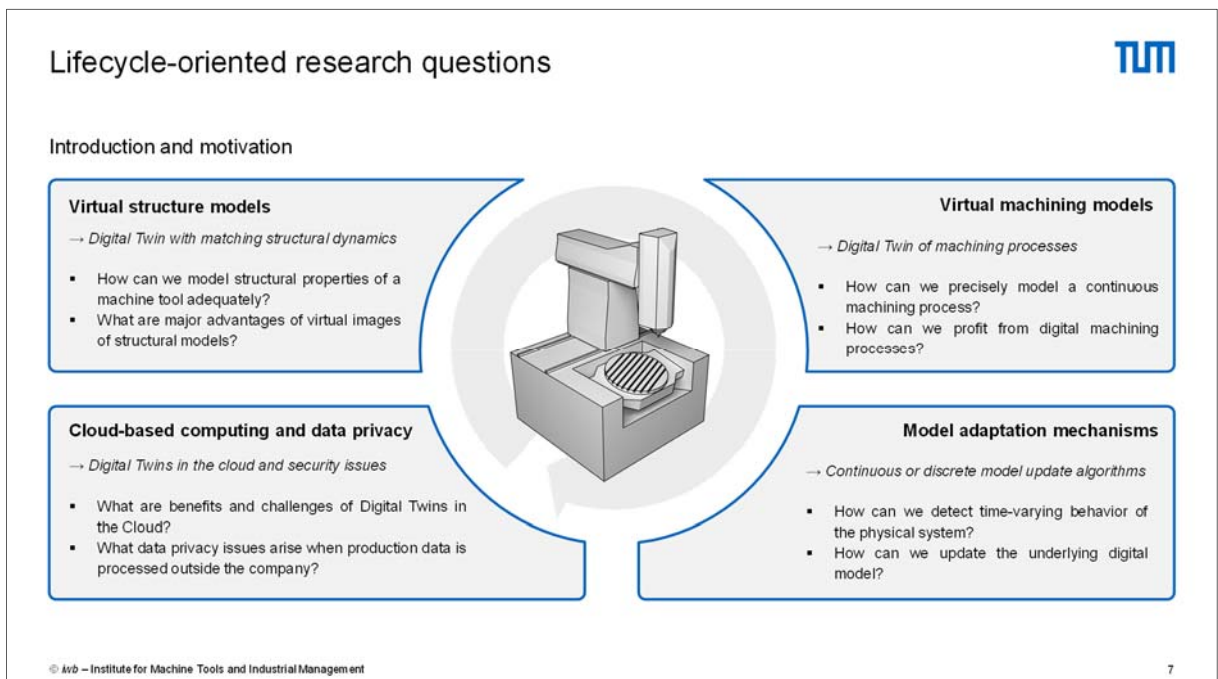 Lifecycle-oriented research questions
TUM
Introduction and motivation
Virtual structure models
→ Digital Twin with matching structural dynamics
▪ How can we model structural properties of a
machine tool adequately?
▪ What are major advantages of virtual images
of structural models?
Virtual machining models
→ Digital Twin of machining processes
▪ How can we precisely model a continuous
machining process?
▪ How can we profit from digital machining
processes?
Cloud-based computing and data privacy
→ Digital Twins in the cloud and security issues
▪ What are benefits and challenges of Digital Twins in
the Cloud?
▪ What data privacy issues arise when production data is
processed outside the company?
Model adaptation mechanisms
→ Continuous or discrete model update algorithms
▪ How can we detect time-varying behavior of
the physical system?
▪ How can we update the underlying digital
model?
© iwb – Institute for Machine Tools and Industrial Management
7